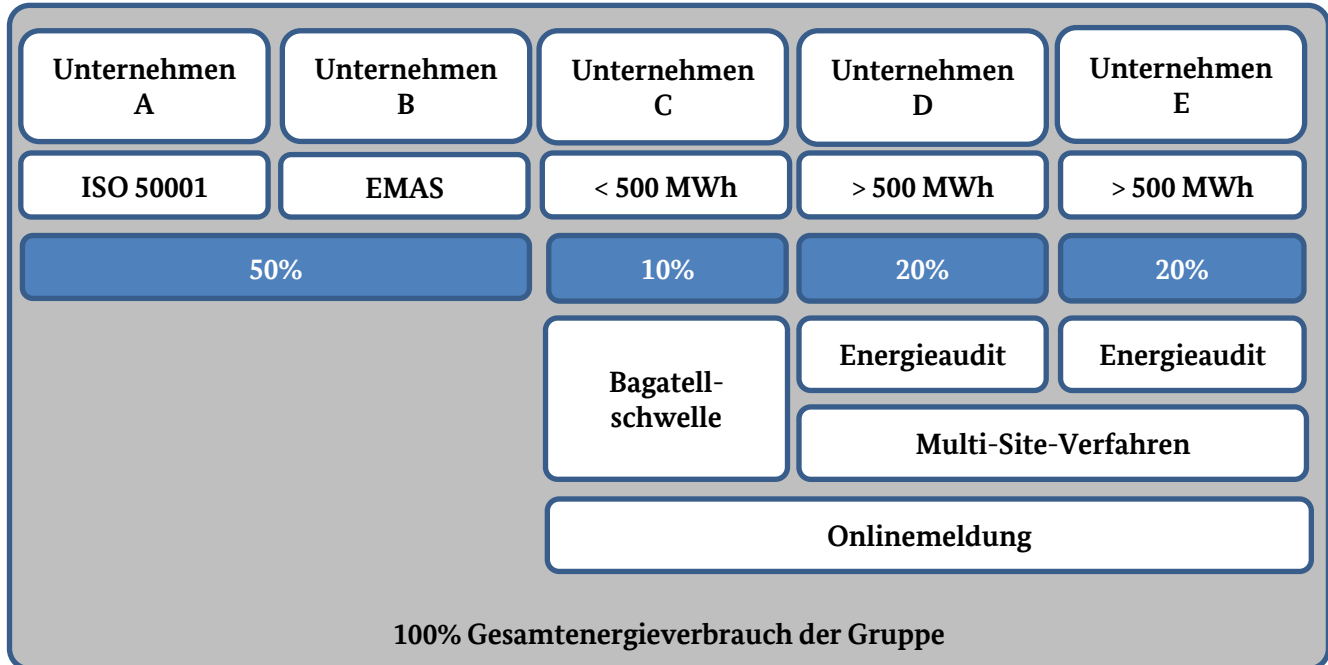 Unternehmen
A
Unternehmen
B
Unternehmen
C
Unternehmen
D
Unternehmen
E
ISO 50001
EMAS
< 500 MWh
> 500 MWh
> 500 MWh
50%
10%
20%
20%
Bagatell-
schwelle
Energieaudit
Energieaudit
Multi-Site-Verfahren
Onlinemeldung
100% Gesamtenergieverbrauch der Gruppe